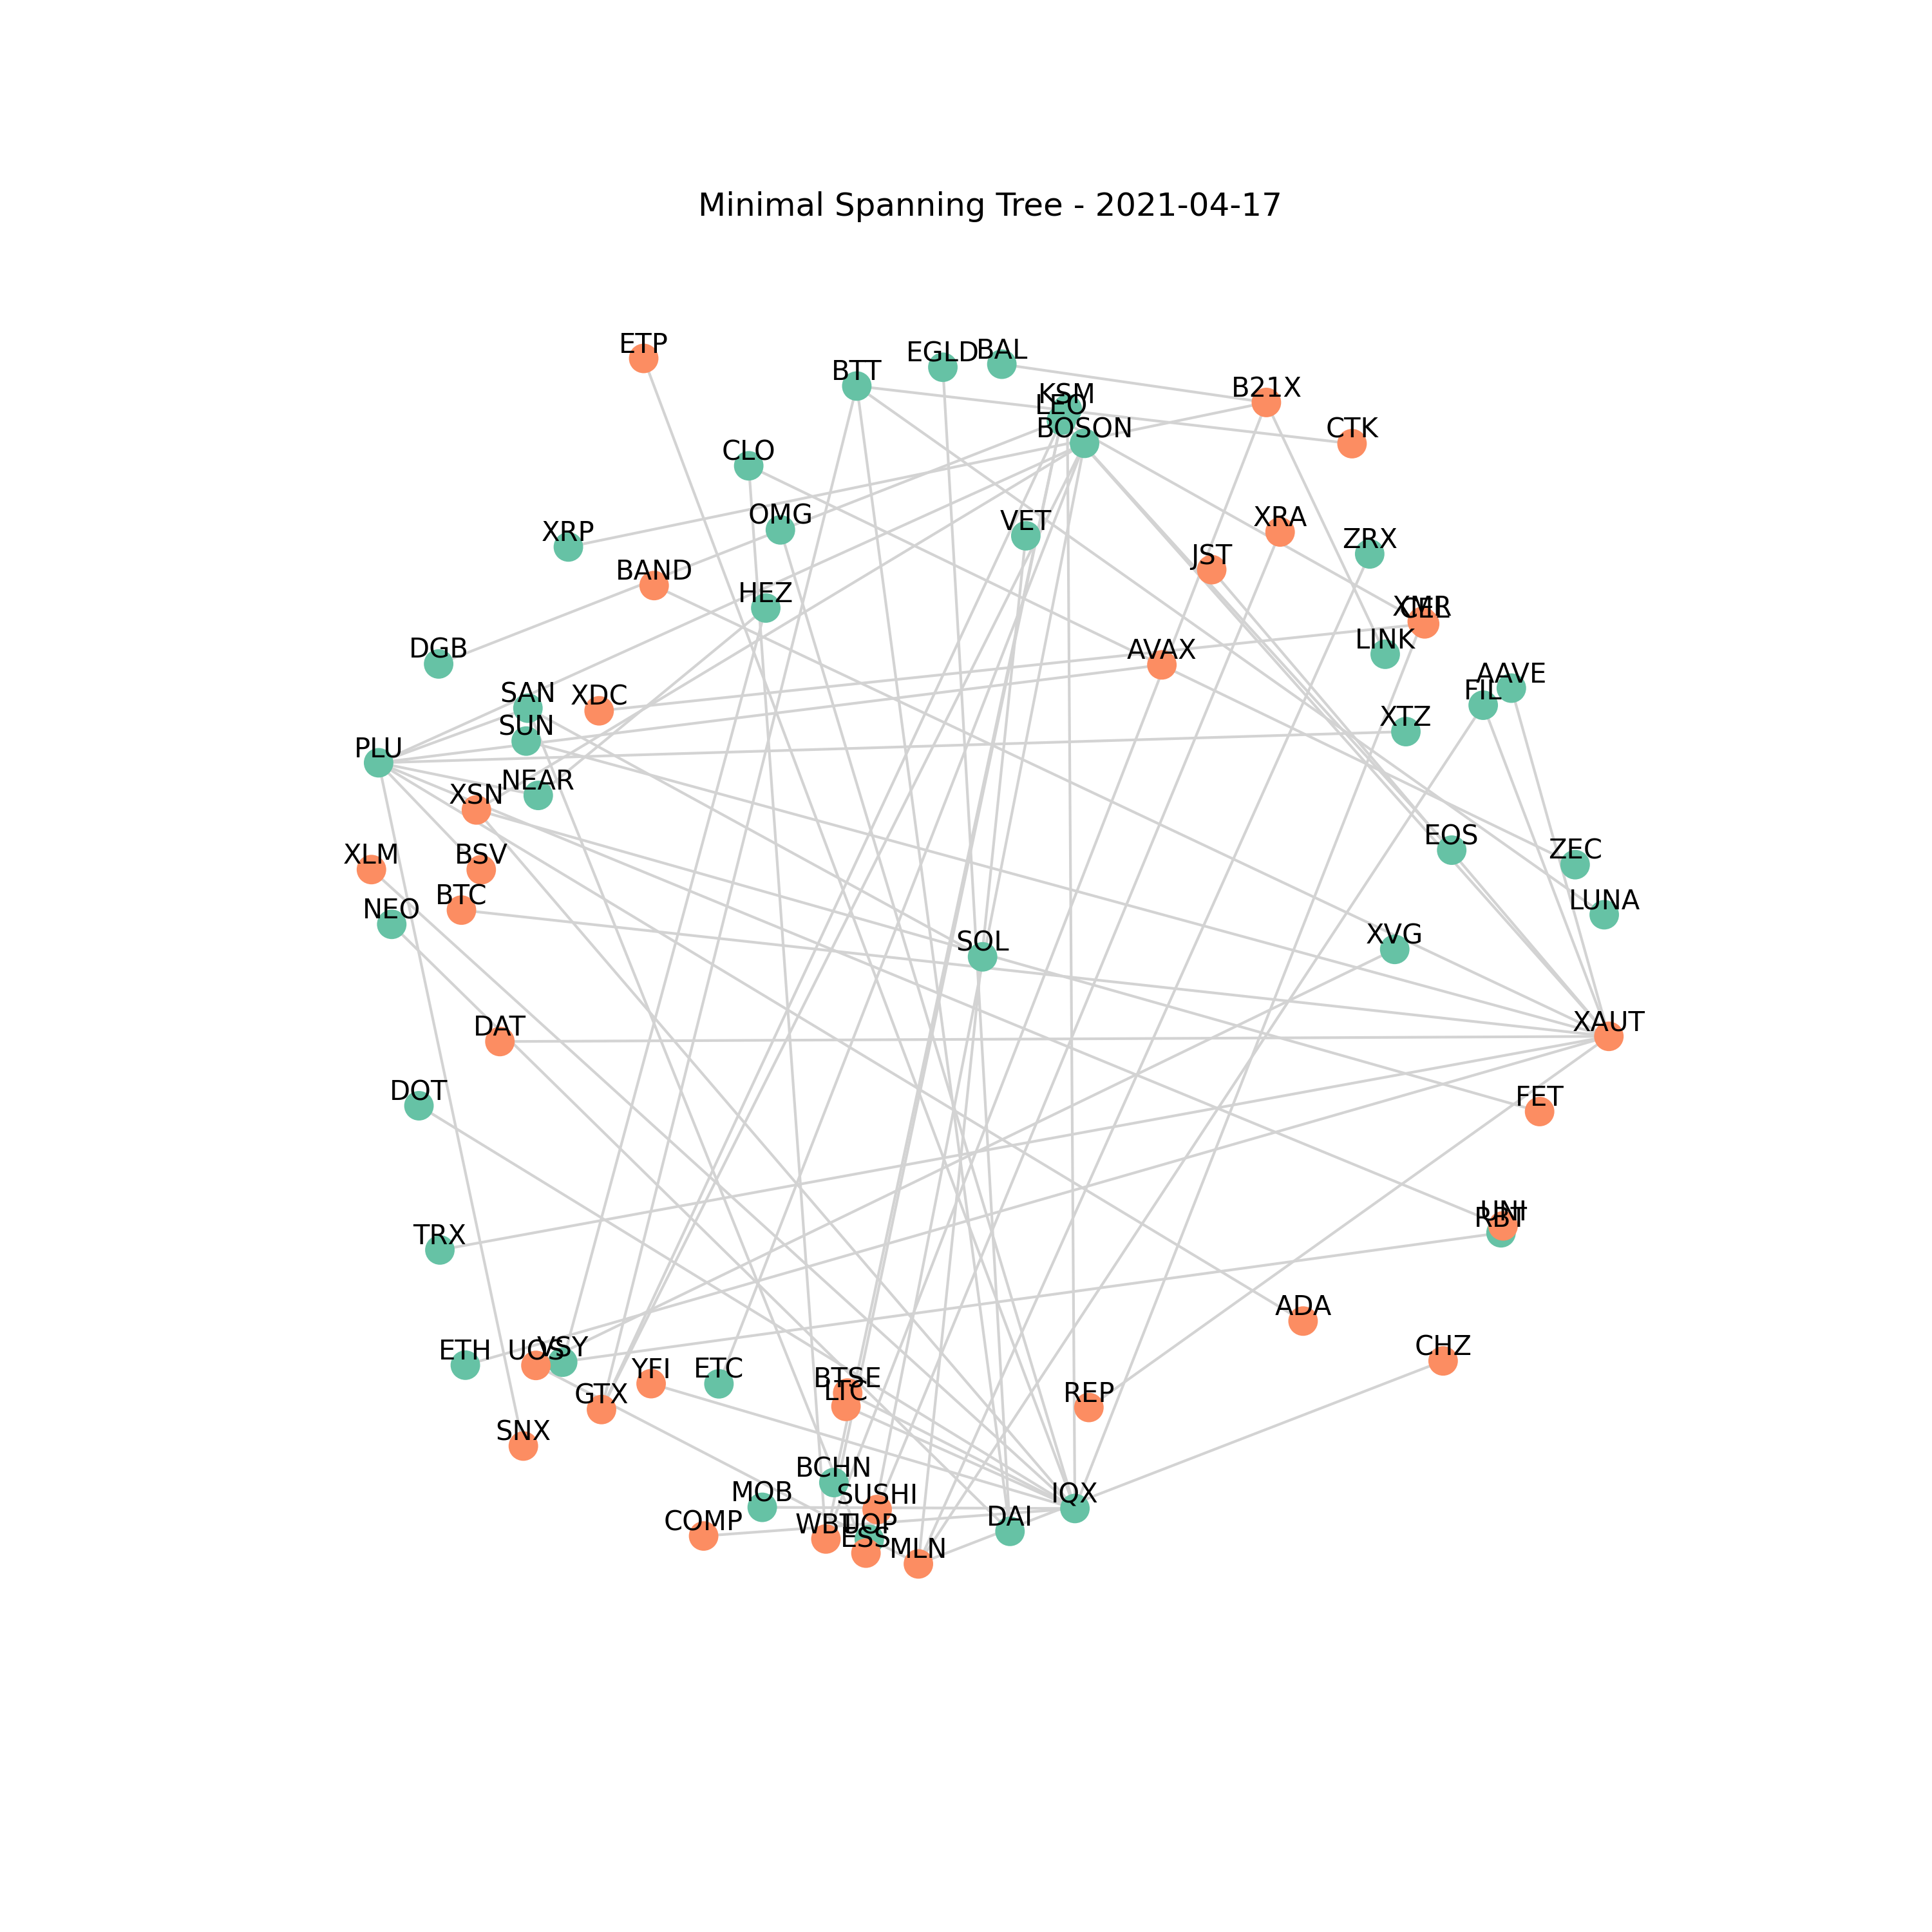 Minimal Spanning Tree - 2021-04-17
ETP
BTT
EGLD
BAL
KSM
LEO
B21X
BOSON
CTK
CLO
OMG
VET
XRA
XRP
JST
ZRX
BAND
HEZ
XMR
CEL
DGB
LINK
AVAX
AAVE
SAN
XDC
FIL
SUN
XTZ
PLU
NEAR
XSN
EOS
XLM
BSV
ZEC
BTC
NEO
LUNA
SOL
XVG
DAT
XAUT
DOT
FET
TRX
UNI
RBT
ADA
ETH
UOS
VSY
CHZ
YFI
ETC
BTSE
LTC
REP
GTX
SNX
BCHN
MOB
SUSHI
IQX
COMP
WBT
UOP
DAI
ESS
MLN